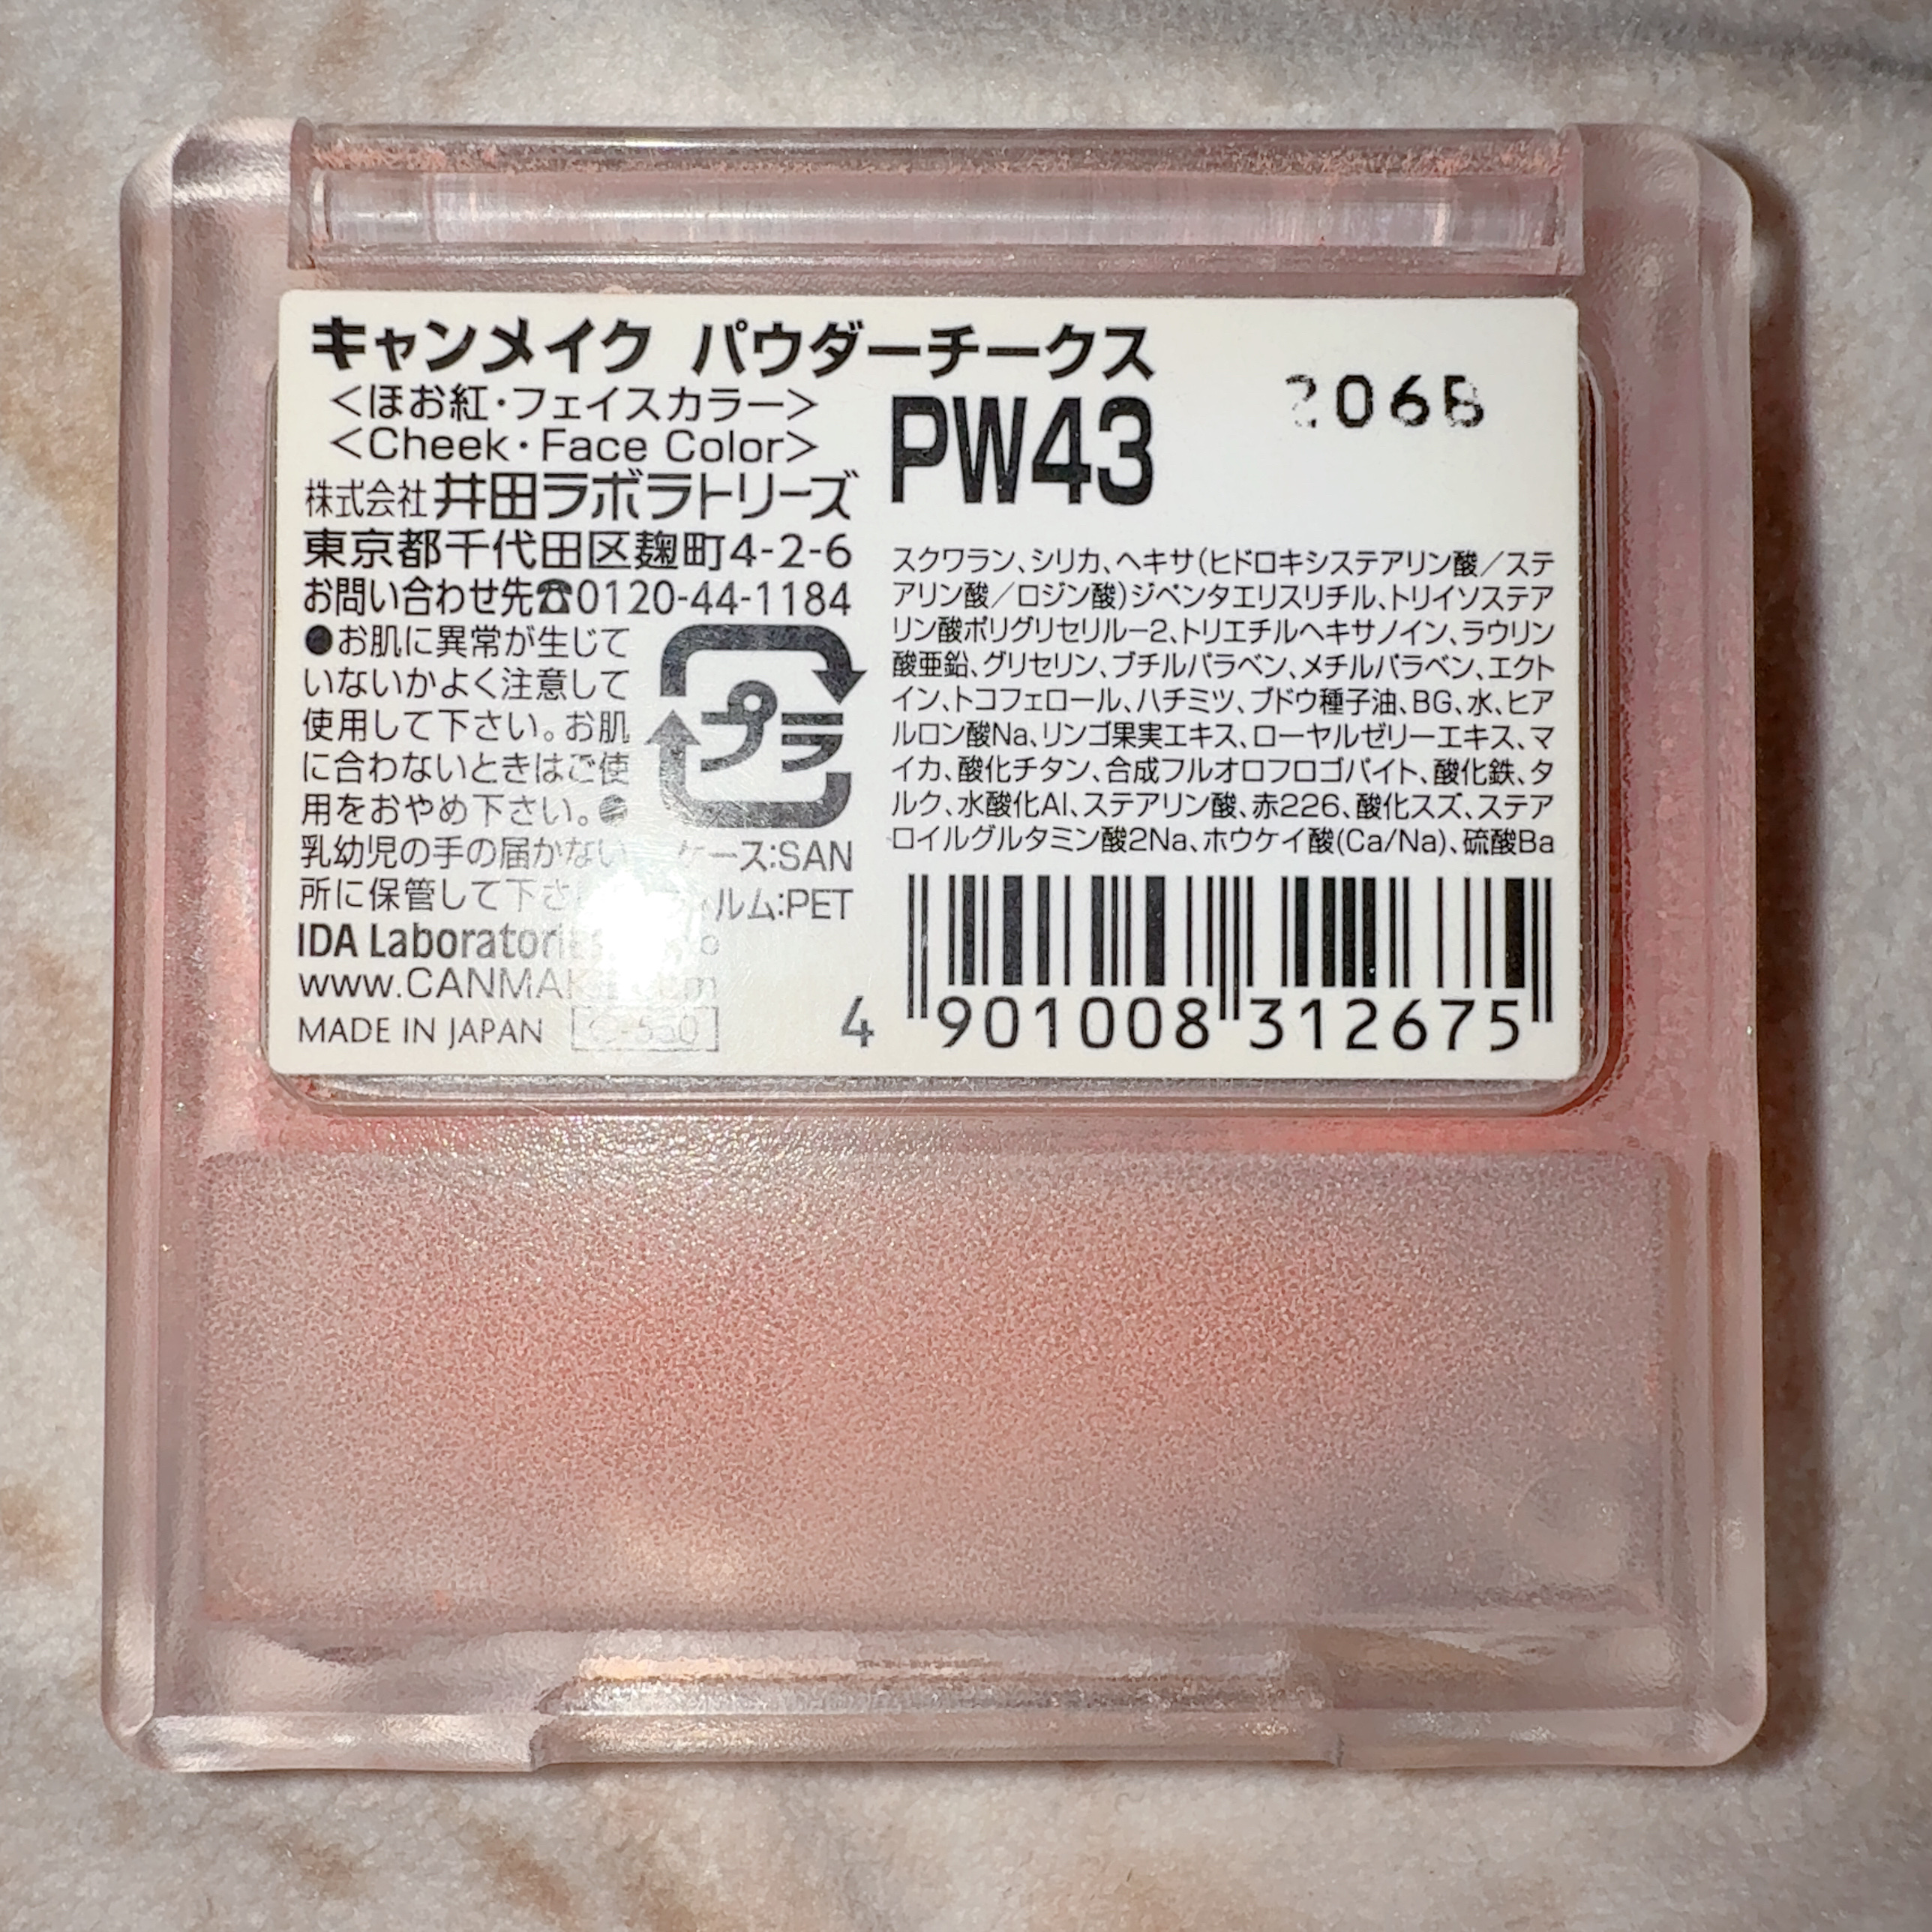 キャンメイク パウダーチークス
<ほお紅・フェイスカラー>
<Cheek・Face Color>
PW43
株式会社 井田ラボラトリーズ
東京都千代田区麹町4-2-6
お問い合わせ先☎0120-44-1184
●お肌に異常が生じて
いないかよく注意して
使用して下さい。お肌
に合わないときはご使
用をおやめ下さい。●
乳幼児の手の届かない
所に保管して
プラ
ケース:SAN
PET
IDA
MADE IN JAPAN
スクワラン、シリカ、ヘキサ(ヒドロキシステアリン酸/ステ
アリン酸/ロジン酸)ジペンタエリスリチル、トリイソステア
リン酸ポリグリセリル-2、トリエチルヘキサノイン、ラウリン
酸亜鉛、グリセリン、ブチルパラベン、メチルパラベン、エクト
イン、トコフェロール、ハチミツ、ブドウ種子油、BG、水、ヒア
ルロン酸Na、リンゴ果実エキス、ローヤルゼリーエキス、マ
イカ、酸化チタン、合成フルオロフロゴパイト、酸化鉄、タ
ルク、水酸化Al、ステアリン酸、赤226、酸化スズ、ステア
ロイルグルタミン酸2Na、ホウケイ酸(Ca/Na)、硫酸Ba
4 901008 312675